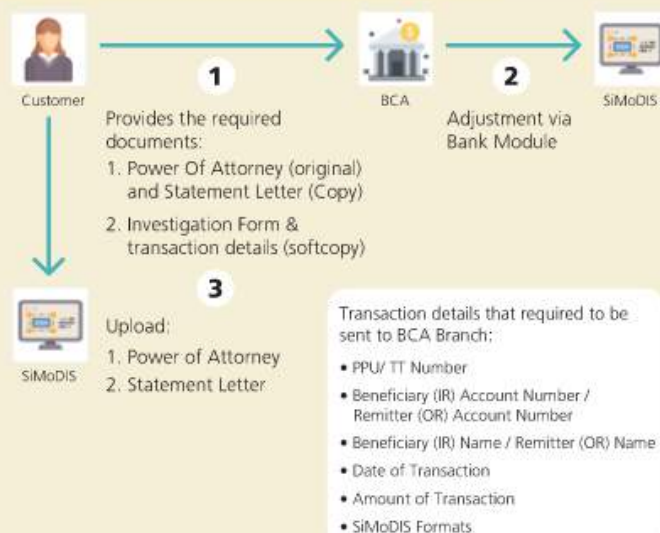 Customer
BCA
SiMoDIS
1
Provides the required
documents:
1. Power Of Attorney (original)
and Statement Letter (Copy)
2. Investigation Form &
transaction details (softcopy)
2
Adjustment via
Bank Module
3
Upload:
1. Power of Attorney
2. Statement Letter
SiMoDIS
Transaction details that required to be
sent to BCA Branch:
• PPU/ TT Number
• Beneficiary (IR) Account Number /
Remitter (OR) Account Number
• Beneficiary (IR) Name / Remitter (OR) Name
• Date of Transaction
• Amount of Transaction
• SiMoDIS Formats